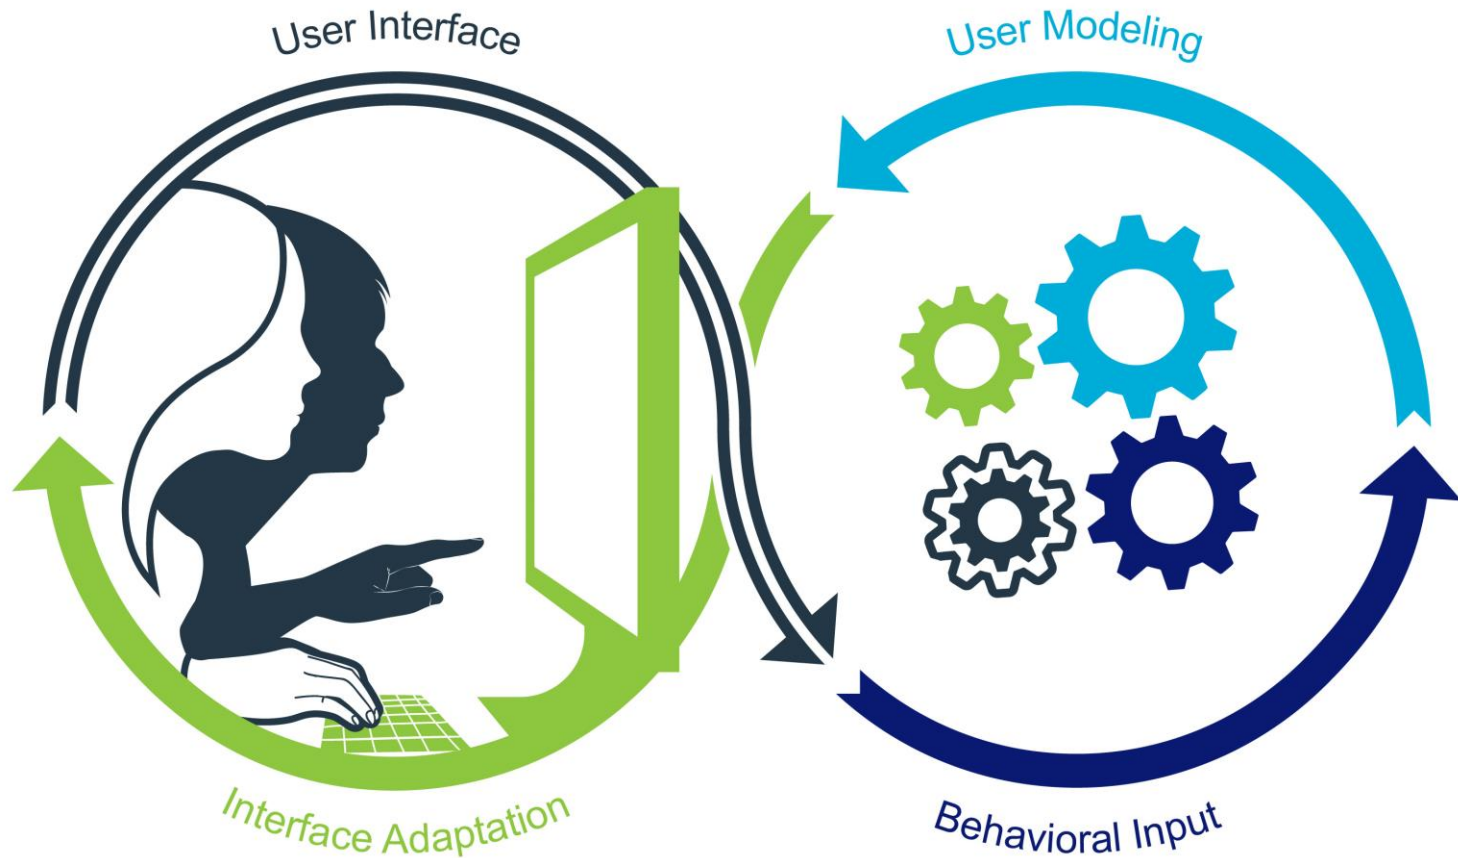 User Interface
User Modeling
Interface Adaptation
Behavioral Input